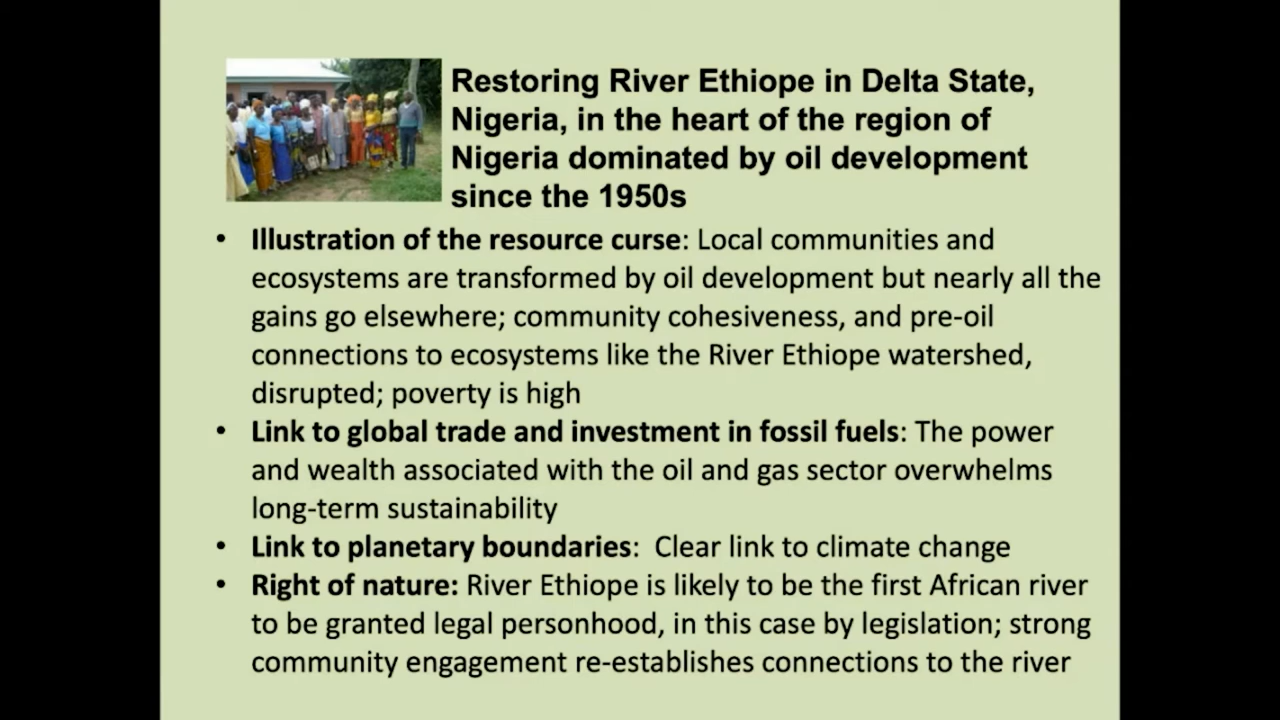 Restoring River Ethiope in Delta State,
Nigeria, in the heart of the region of
Nigeria dominated by oil development
since the 1950s
• Illustration of the resource curse: Local communities and
ecosystems are transformed by oil development but nearly all the
gains go elsewhere; community cohesiveness, and pre-oil
connections to ecosystems like the River Ethiope watershed,
disrupted; poverty is high
• Link to global trade and investment in fossil fuels: The power
and wealth associated with the oil and gas sector overwhelms
long-term sustainability
• Link to planetary boundaries:  Clear link to climate change
• Right of nature: River Ethiope is likely to be the first African river
to be granted legal personhood, in this case by legislation; strong
community engagement re-establishes connections to the river